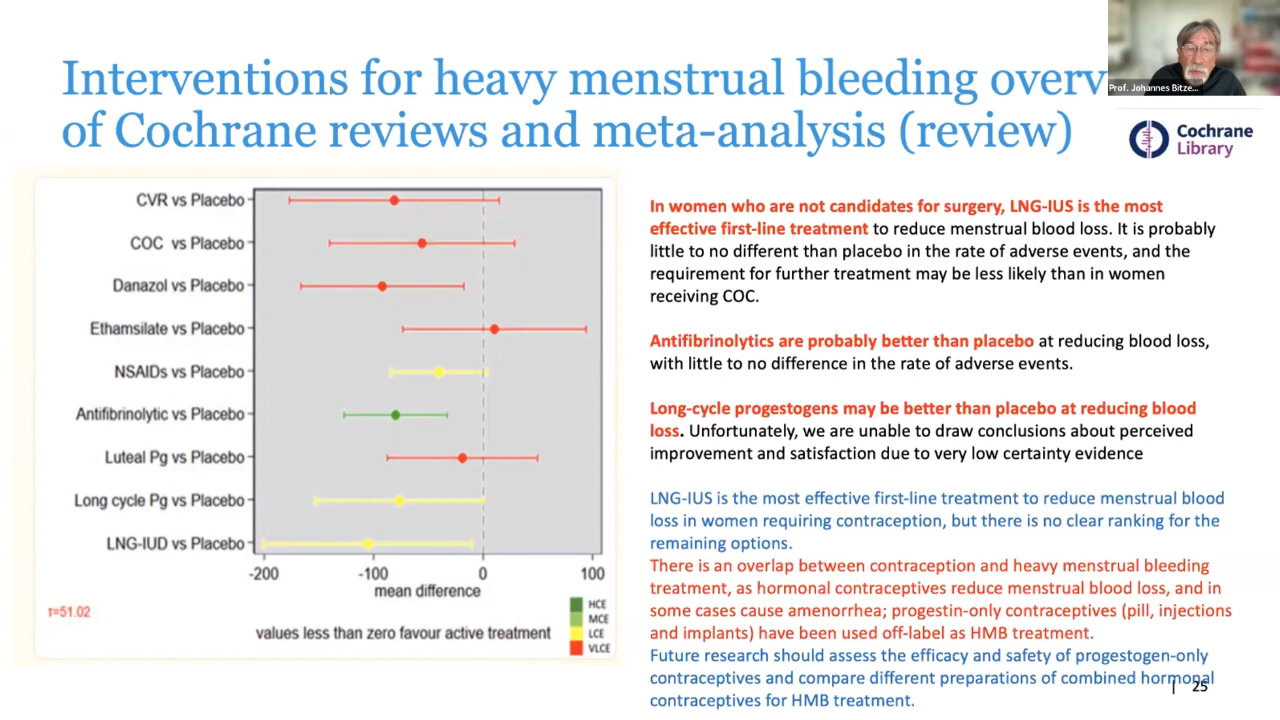 Interventions for heavy menstrual bleeding overv
of Cochrane reviews and meta-analysis (review)
Prof. Johannes Bitze...
Cochrane
Library
CVR vs Placebo
COC vs Placebo
Danazol vs Placebo
Ethamsilate vs Placebo
NSAIDs vs Placebo
Antifibrinolytic vs Placebo
Luteal Pg vs Placebo
Long cycle Pg vs Placebo
LNG-IUD vs Placebo
-200 -100 0 100
mean difference
τ=51.02
values less than zero favour active treatment
HCE
MCE
LCE
VLCE
In women who are not candidates for surgery, LNG-IUS is the most
effective first-line treatment to reduce menstrual blood loss. It is probably
little to no different than placebo in the rate of adverse events, and the
requirement for further treatment may be less likely than in women
receiving COC.
Antifibrinolytics are probably better than placebo at reducing blood loss,
with little to no difference in the rate of adverse events.
Long-cycle progestogens may be better than placebo at reducing blood
loss. Unfortunately, we are unable to draw conclusions about perceived
improvement and satisfaction due to very low certainty evidence
LNG-IUS is the most effective first-line treatment to reduce menstrual blood
loss in women requiring contraception, but there is no clear ranking for the
remaining options.
There is an overlap between contraception and heavy menstrual bleeding
treatment, as hormonal contraceptives reduce menstrual blood loss, and in
some cases cause amenorrhea; progestin-only contraceptives (pill, injections
and implants) have been used off-label as HMB treatment.
Future research should assess the efficacy and safety of progestogen-only
contraceptives and compare different preparations of combined hormonal
contraceptives for HMB treatment.
| 25